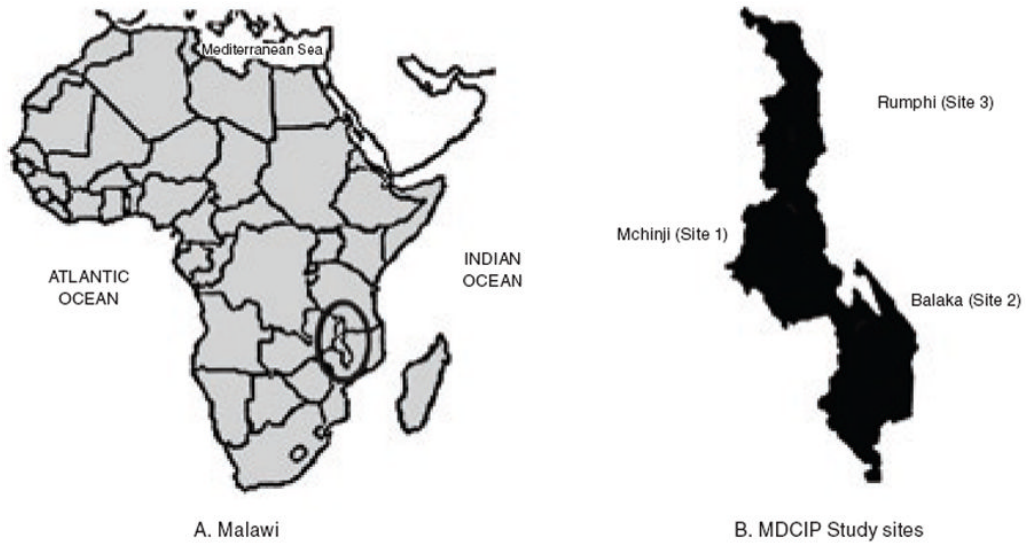 Mediterranean Sea
ATLANTIC
OCEAN
INDIAN
OCEAN
A. Malawi
Rumphi (Site 3)
Mchinji (Site 1)
Balaka (Site 2)
B. MDCIP Study sites